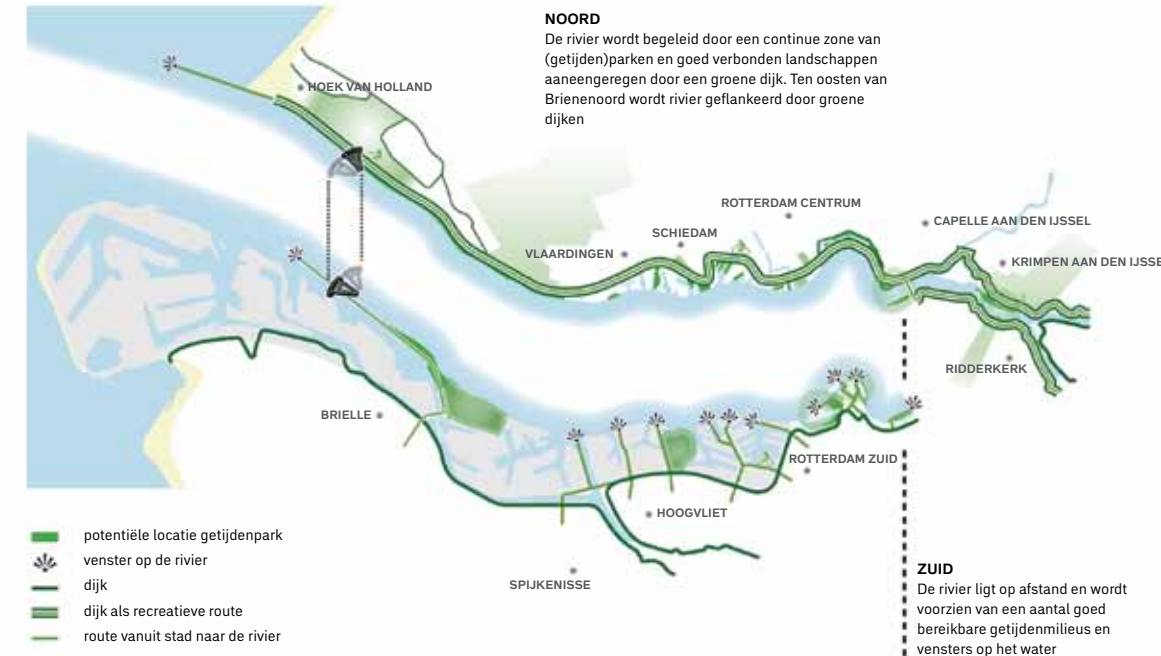 NOORD
De rivier wordt begeleid door een continue zone van
(getijden)parken en goed verbonden landschappen
aaneengeregen door een groene dijk. Ten oosten van
Brienenoord wordt rivier geflankeerd door groene
dijken
HOEK VAN HOLLAND
ROTTERDAM CENTRUM
CAPELLE AAN DEN IJSSEL
SCHIEDAM
VLAARDINGEN
KRIMPEN AAN DEN IJSSE
RIDDERKERK
BRIELLE
ROTTERDAM ZUID
HOOGVLIET
SPIJKENISSE
potentiële locatie getijdenpark
venster op de rivier
dijk
dijk als recreatieve route
route vanuit stad naar de rivier
ZUID
De rivier ligt op afstand en wordt
voorzien van een aantal goed
bereikbare getijdenmilieus en
vensters op het water